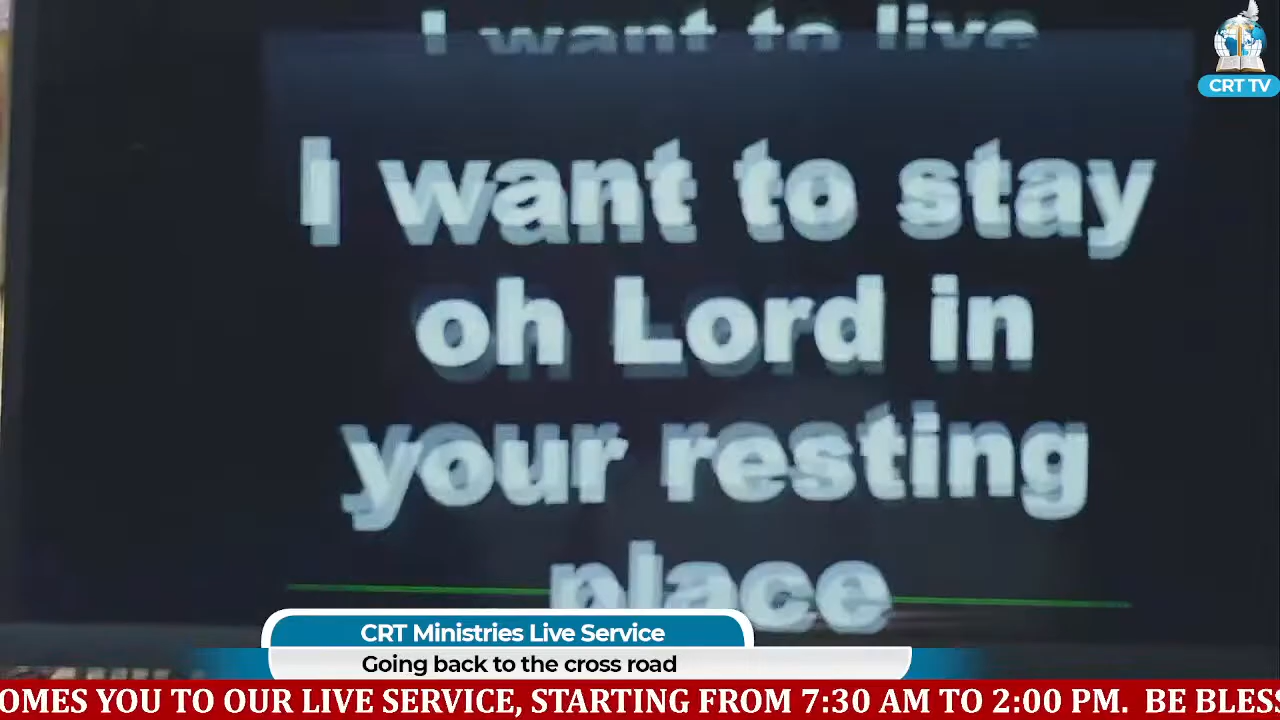 I want to live
CRT TV
I want to stay
oh Lord in
your resting
place
CRT Ministries Live Service
Going back to the cross road
OMES YOU TO OUR LIVE SERVICE, STARTING FROM 7:30 AM TO 2:00 PM. BE BLESS